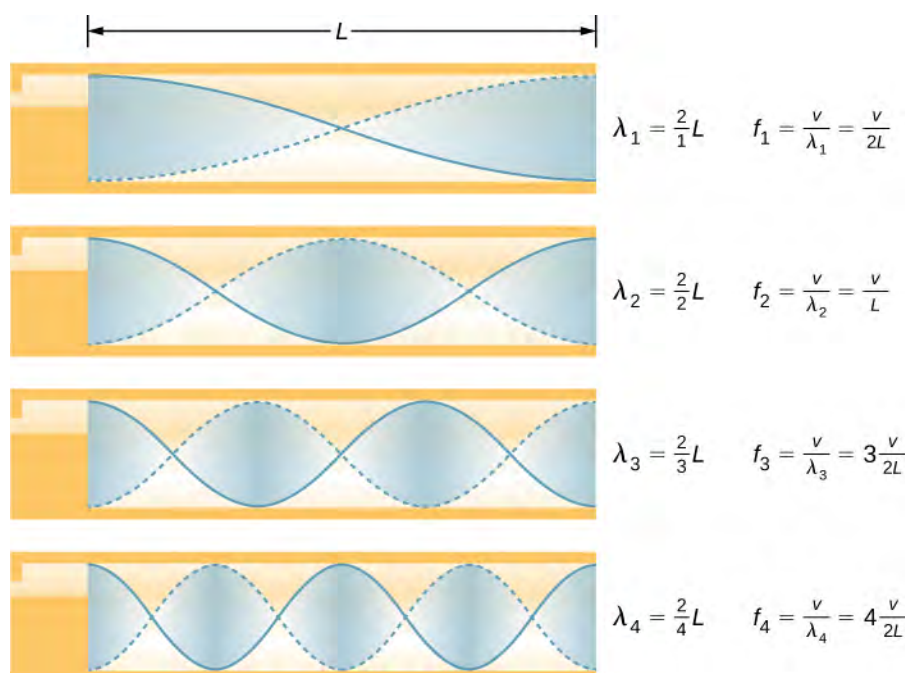 L
λ₁ = 2/1 L    f₁ = v/λ₁ = v/2L
λ₂ = 2/2 L    f₂ = v/λ₂ = v/L
λ₃ = 2/3 L    f₃ = v/λ₃ = 3 v/2L
λ₄ = 2/4 L    f₄ = v/λ₄ = 4 v/2L